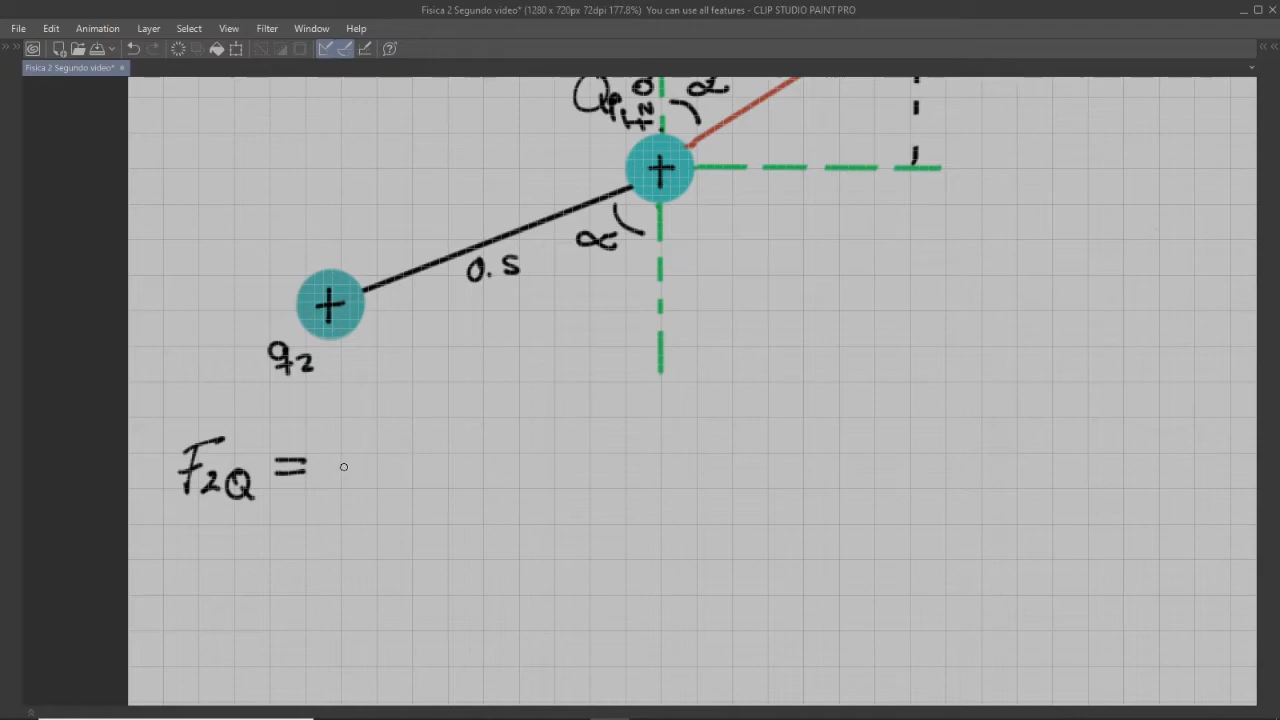 Fisica 2 Segundo video* (1280 x 720px 72dpi 177.8%) You can use all features - CLIP STUDIO PAINT PRO
File Edit Animation Layer Select View Filter Window Help
Fisica 2 Segundo video*
α
+
α
0.5
+
q2
F2Q =